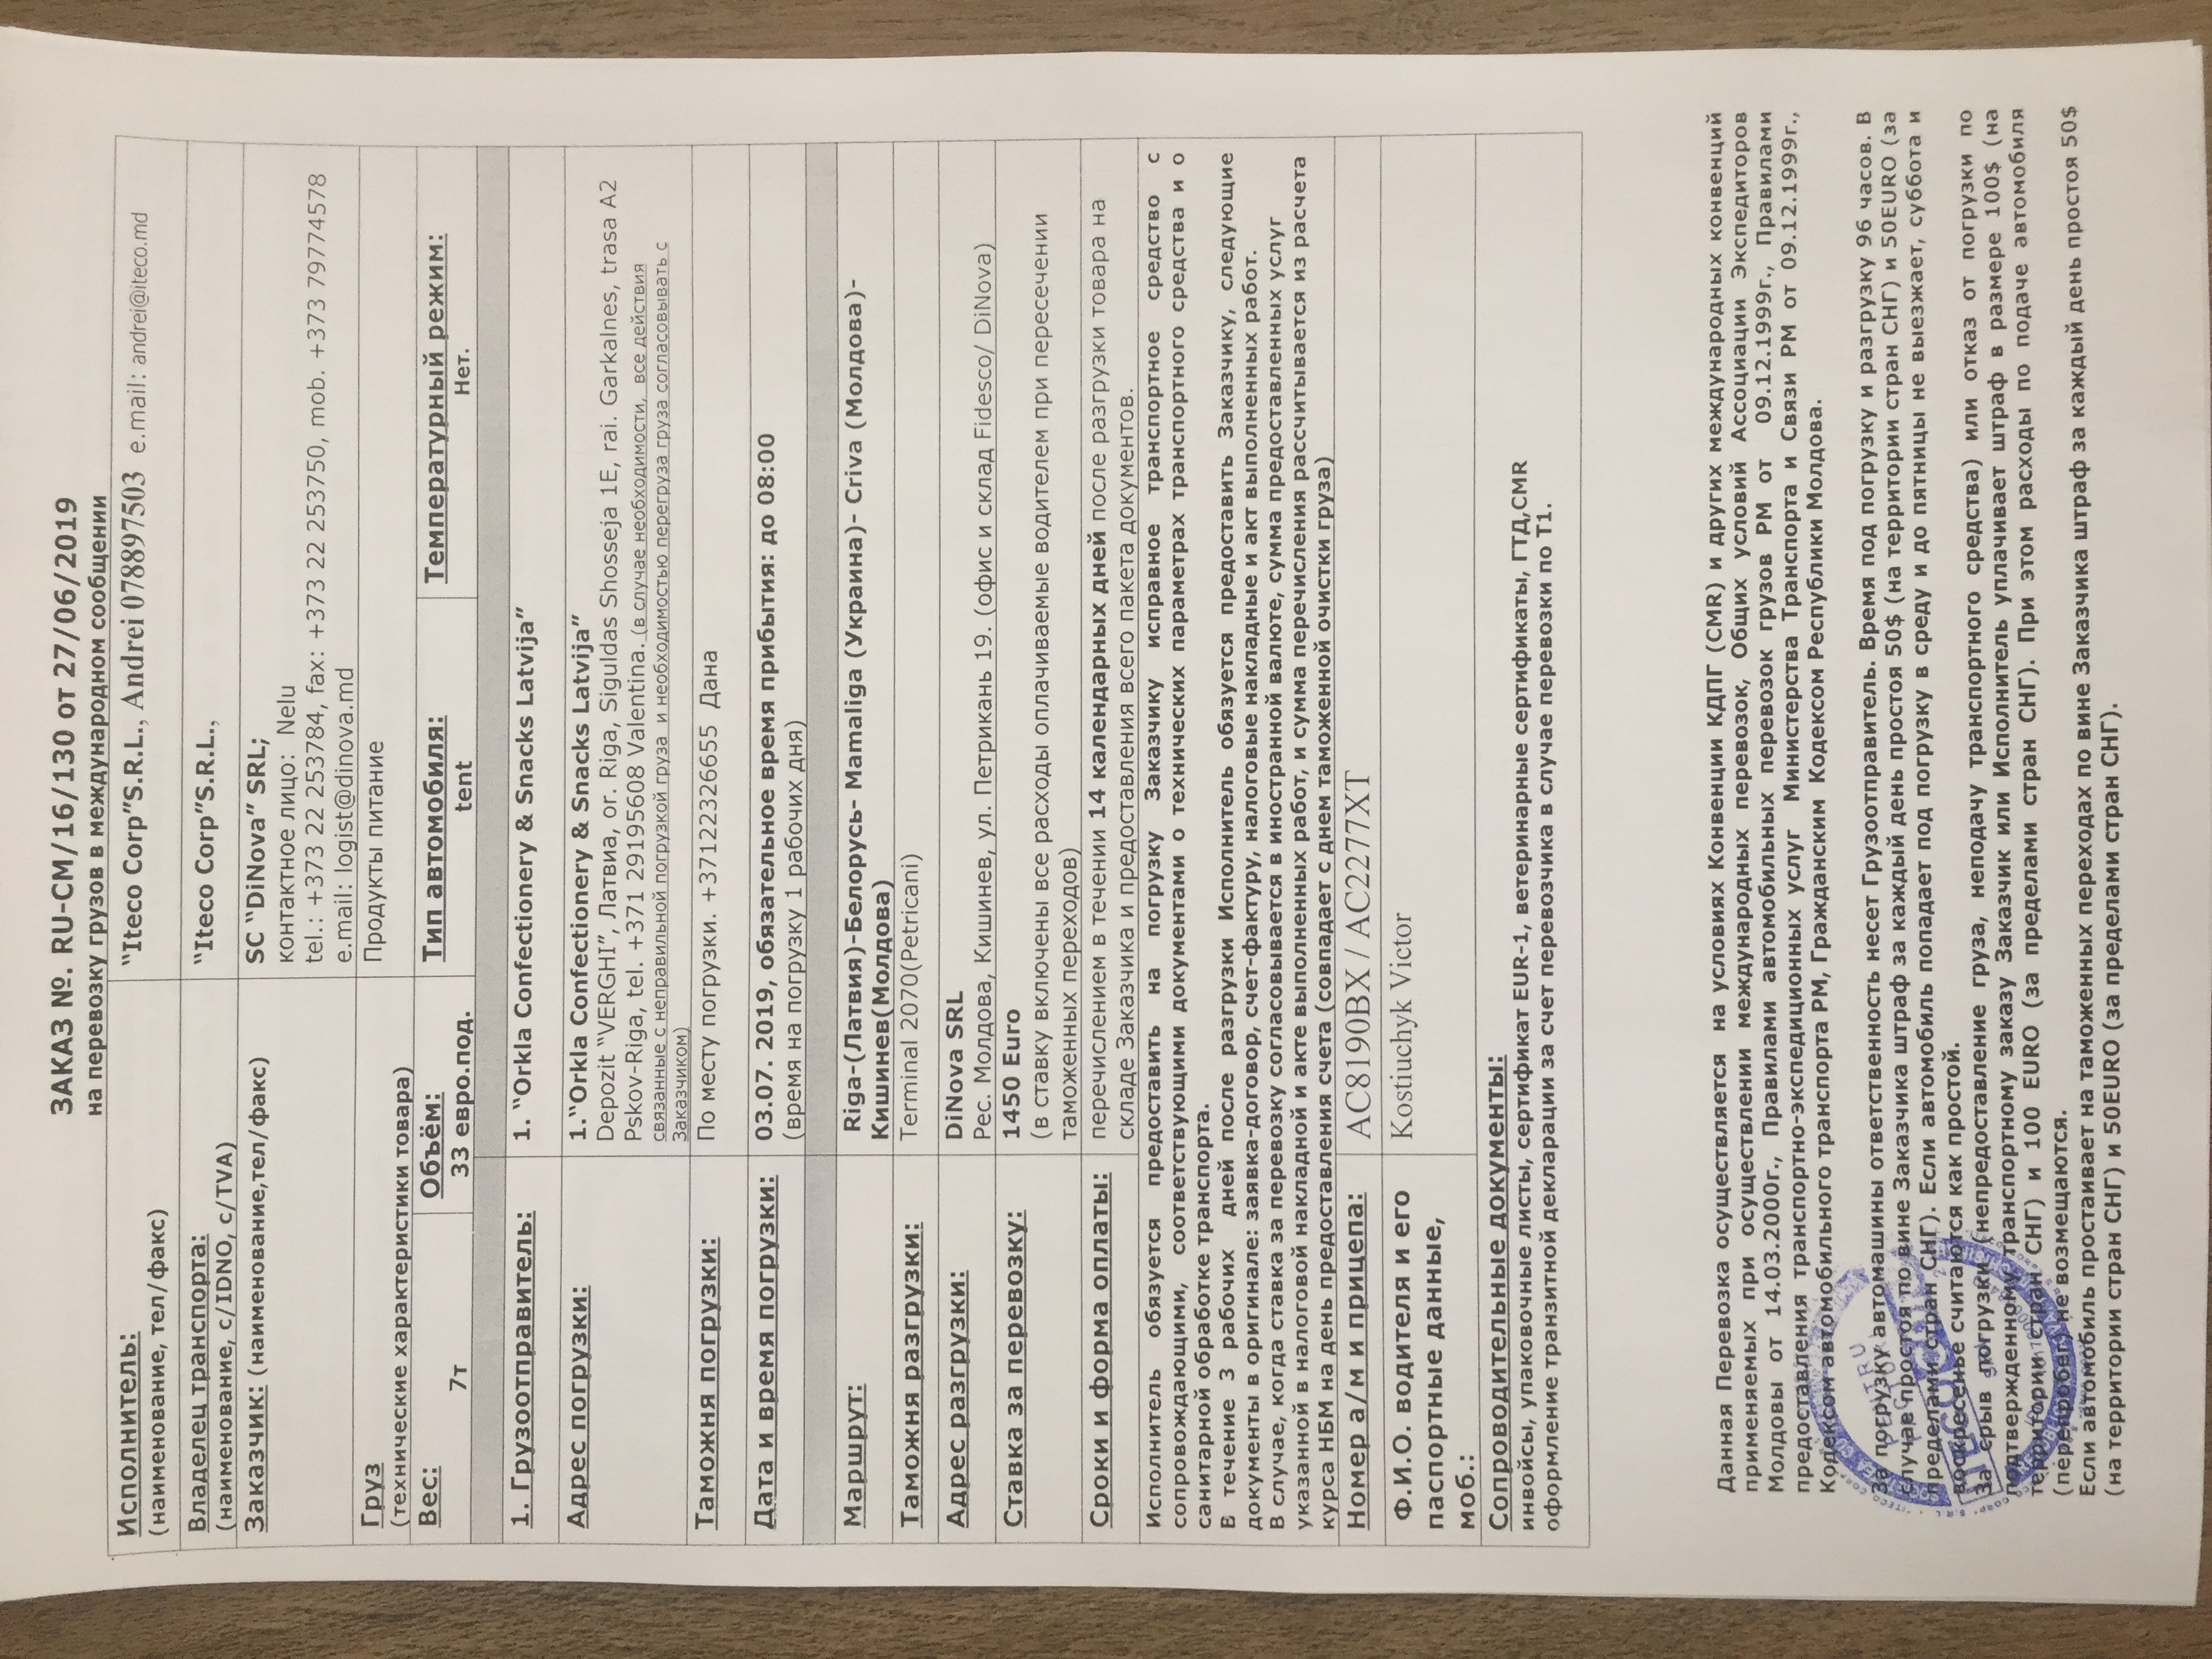 ЗАКАЗ №. RU-CM/16/130 от 27/06/2019
на перевозку грузов в международном сообщении
Исполнитель:
(наименование, тел/факс)
“Iteco Corp”S.R.L., Andrei 078897503 e.mail: andrei@iteco.md
Владелец транспорта:
(наименование, c/IDNO, c/TVA)
“Iteco Corp”S.R.L.,
Заказчик: (наименование,тел/факс)
SC “DiNova” SRL;
контактное лицо: Nelu
tel.: +373 22 253784, fax: +373 22 253750, mob. +373 79774578
e.mail: logist@dinova.md
Груз
(технические характеристики товара)
Продукты питание
Вес:
7т
Объём:
33 евро.под.
Тип автомобиля:
tent
Температурный режим:
Нет.
1. Грузоотправитель:
1. “Orkla Confectionery & Snacks Latvija”
Адрес погрузки:
1.“Orkla Confectionery & Snacks Latvija”
Depozit “VERGHI”, Латвиа, or. Riga, Siguldas Shosseja 1E, rai. Garkalnes, trasa A2
Pskov-Riga, tel. +371 29195608 Valentina. (в случае необходимости, все действия
связанные с неправильной погрузкой груза и необходимостью перегруза груза согласовывать с
Заказчиком)
Таможня погрузки:
По месту погрузки. +37122326655 Дана
Дата и время погрузки:
03.07. 2019, обязательное время прибытия: до 08:00
(время на погрузку 1 рабочих дня)
Маршрут:
Riga-(Латвия)-Белорусь- Mamaliga (Украина)- Criva (Молдова)-
Кишинев(Молдова)
Таможня разгрузки:
Terminal 2070(Petricani)
Адрес разгрузки:
DiNova SRL
Рес. Молдова, Кишинев, ул. Петрикань 19. (офис и склад Fidesco/ DiNova)
Ставка за перевозку:
1450 Euro
(в ставку включены все расходы оплачиваемые водителем при пересечении
таможенных переходов)
Сроки и форма оплаты:
перечислением в течении 14 календарных дней после разгрузки товара на
складе Заказчика и предоставления всего пакета документов.
Исполнитель обязуется предоставить на погрузку Заказчику исправное транспортное средство с
сопровождающими, соответствующими документами о технических параметрах транспортного средства и о
санитарной обработке транспорта.
В течение 3 рабочих дней после разгрузки Исполнитель обязуется предоставить Заказчику, следующие
документы в оригинале: заявка-договор, счет-фактуру, налоговые накладные и акт выполненных работ.
В случае, когда ставка за перевозку согласовывается в иностранной валюте, сумма предоставленных услуг
указанной в налоговой накладной и акте выполненных работ, и сумма перечисления рассчитывается из расчета
курса НБМ на день предоставления счета (совпадает с днем таможенной очистки груза)
Номер а/м и прицепа:
AC8190BX / AC2277XT
Ф.И.О. водителя и его
паспортные данные,
моб.:
Kostiuchyk Victor
Сопроводительные документы:
инвойсы, упаковочные листы, сертификат EUR-1, ветеринарные сертификаты, ГТД,CMR
оформление транзитной декларации за счет перевозчика в случае перевозки по Т1.
Данная Перевозка осуществляется на условиях Конвенции КДПГ (CMR) и других международных конвенций
применяемых при осуществлении международных перевозок, Общих условий Ассоциации Экспедиторов
Молдовы от 14.03.2000г., Правилами автомобильных перевозок грузов РМ от 09.12.1999г., Правилами
предоставления транспортно-экспедиционных услуг Министерства Транспорта и Связи РМ от 09.12.1999г.,
Кодексом автомобильного транспорта РМ, Гражданским Кодексом Республики Молдова.
За погрузку автомашины ответственность несет Грузоотправитель. Время под погрузку и разгрузку 96 часов. В
случае простоя по вине Заказчика штраф за каждый день простоя 50$ (на территории стран СНГ) и 50EURO (за
пределами стран СНГ). Если автомобиль попадает под погрузку в среду и до пятницы не выезжает, суббота и
воскресенье считаются как простой.
За срыв погрузки (непредоставление груза, неподачу транспортного средства) или отказ от погрузки по
подтвержденному транспортному заказу Заказчик или Исполнитель уплачивает штраф в размере 100$ (на
территории стран СНГ) и 100 EURO (за пределами стран СНГ). При этом расходы по подаче автомобиля
(перепробег) не возмещаются.
Если автомобиль простаивает на таможенных переходах по вине Заказчика штраф за каждый день простоя 50$
(на территории стран СНГ) и 50EURO (за пределами стран СНГ).
PENTRU
ITECO
SRL